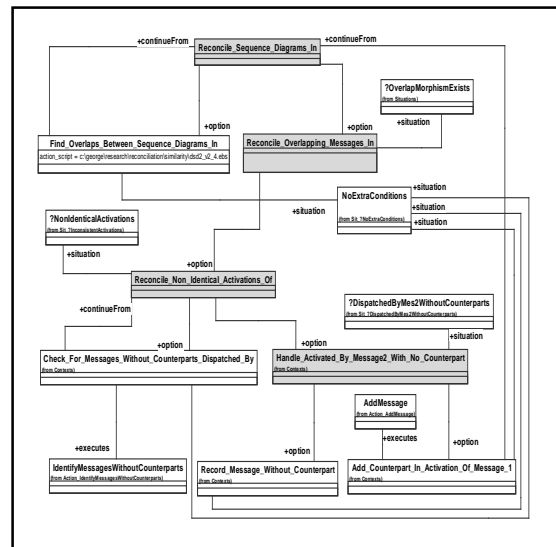 +continueFrom
Reconcile_Sequence_Diagrams_In
+continueFrom
?OverlapMorphismExists
(from Situations)
+option
+option
+situation
Find_Overlaps_Between_Sequence_Diagrams_In
action_script = c:\george\research\reconciliation\similarity\dsd2_v2_4.ebs
Reconcile_Overlapping_Messages_In
NoExtraConditions
(from Sit_?NoExtraConditions)
+situation
+situation
+situation
+situation
?NonIdenticalActivations
(from Sit_?InconsistentActivations)
+situation
+option
Reconcile_Non_Identical_Activations_Of
+continueFrom
?DispatchedByMes2WithoutCounterparts
(from Sit_?DispatchedByMes2WithoutCounterparts)
+situation
+option
+option
Check_For_Messages_Without_Counterparts_Dispatched_By
(from Contexts)
Handle_Activated_By_Message2_With_No_Counterpart
(from Contexts)
AddMessage
(from Action_AddMessage)
+executes
+option
+executes
+option
IdentifyMessagesWithoutCounterparts
(from Action_IdentifyMessagesWithoutCounterparts)
Record_Message_Without_Counterpart
(from Contexts)
Add_Counterpart_In_Activation_Of_Message_1
(from Contexts)